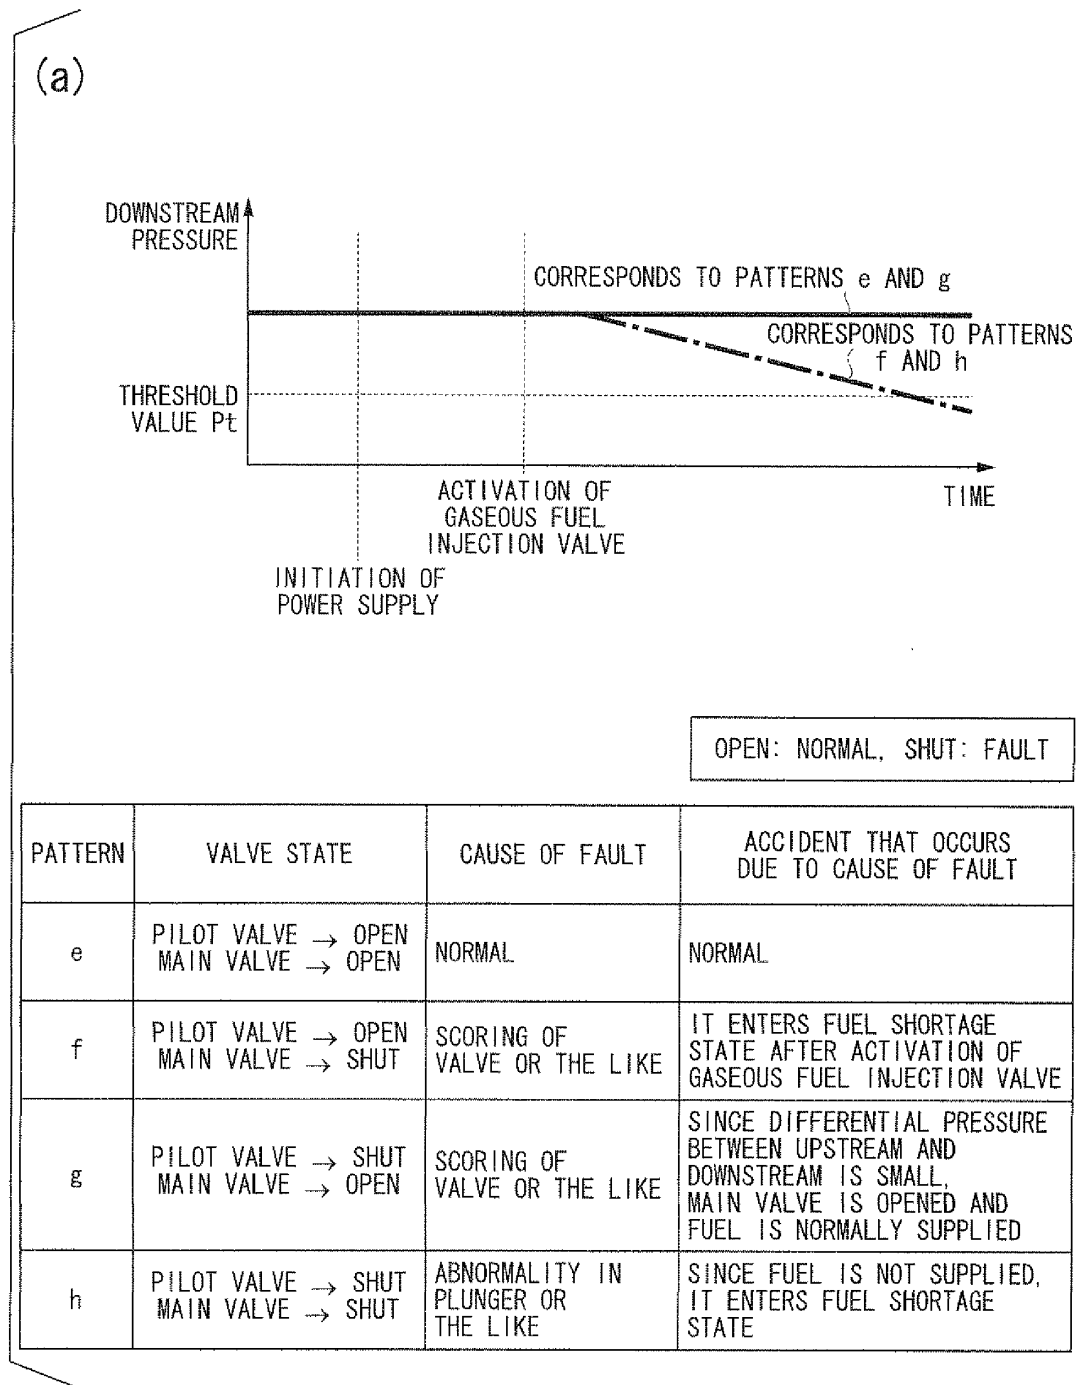 (a)
DOWNSTREAM
PRESSURE
CORRESPONDS TO PATTERNS e AND g
CORRESPONDS TO PATTERNS
f AND h
THRESHOLD
VALUE Pt
TIME
ACTIVATION OF
GASEOUS FUEL
INJECTION VALVE
INITIATION OF
POWER SUPPLY
OPEN: NORMAL, SHUT: FAULT
PATTERN
VALVE STATE
CAUSE OF FAULT
ACCIDENT THAT OCCURS
DUE TO CAUSE OF FAULT
e
PILOT VALVE → OPEN
MAIN VALVE → OPEN
NORMAL
NORMAL
f
PILOT VALVE → OPEN
MAIN VALVE → SHUT
SCORING OF
VALVE OR THE LIKE
IT ENTERS FUEL SHORTAGE
STATE AFTER ACTIVATION OF
GASEOUS FUEL INJECTION VALVE
g
PILOT VALVE → SHUT
MAIN VALVE → OPEN
SCORING OF
VALVE OR THE LIKE
SINCE DIFFERENTIAL PRESSURE
BETWEEN UPSTREAM AND
DOWNSTREAM IS SMALL,
MAIN VALVE IS OPENED AND
FUEL IS NORMALLY SUPPLIED
h
PILOT VALVE → SHUT
MAIN VALVE → SHUT
ABNORMALITY IN
PLUNGER OR
THE LIKE
SINCE FUEL IS NOT SUPPLIED,
IT ENTERS FUEL SHORTAGE
STATE